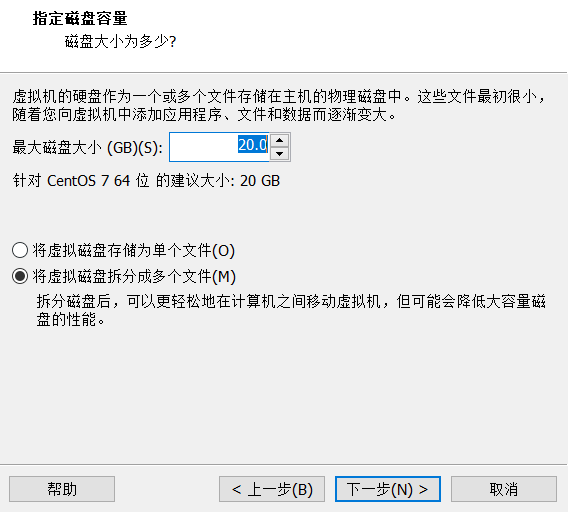 指定磁盘容量
磁盘大小为多少?
虚拟机的硬盘作为一个或多个文件存储在主机的物理磁盘中。这些文件最初很小，
随着您向虚拟机中添加应用程序、文件和数据而逐渐变大。
最大磁盘大小 (GB)(S): 20.0
针对 CentOS 7 64 位 的建议大小: 20 GB
将虚拟磁盘存储为单个文件(O)
将虚拟磁盘拆分成多个文件(M)
拆分磁盘后，可以更轻松地在计算机之间移动虚拟机，但可能会降低大容量磁
盘的性能。
帮助 < 上一步(B) 下一步(N) > 取消